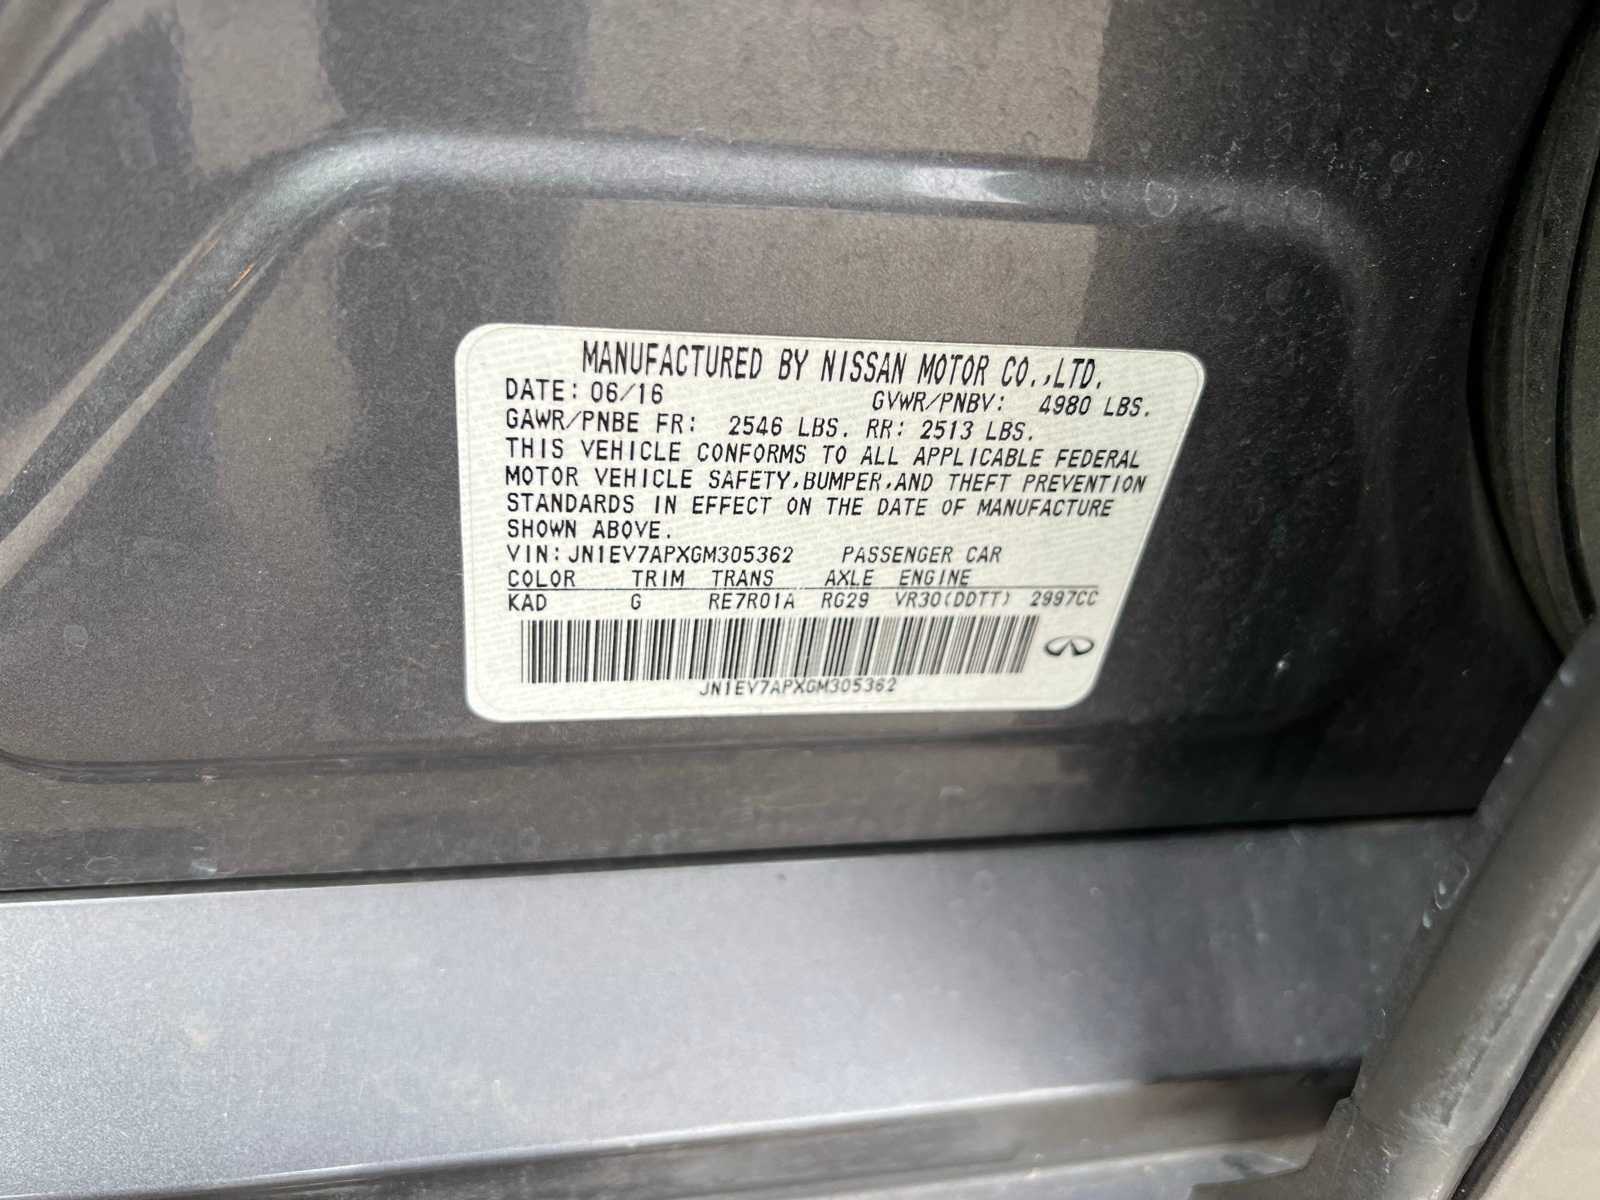 MANUFACTURED BY NISSAN MOTOR CO.,LTD.
DATE: 06/16 GVWR/PNBV: 4980 LBS.
GAWR/PNBE FR: 2546 LBS. RR: 2513 LBS.
THIS VEHICLE CONFORMS TO ALL APPLICABLE FEDERAL
MOTOR VEHICLE SAFETY,BUMPER,AND THEFT PREVENTION
STANDARDS IN EFFECT ON THE DATE OF MANUFACTURE
SHOWN ABOVE.
VIN: JN1EV7APXGM305362 PASSENGER CAR
COLOR TRIM TRANS AXLE ENGINE
KAD G RE7R01A RG29 VR30(DDTT) 2997CC
JN1EV7APXGM305362